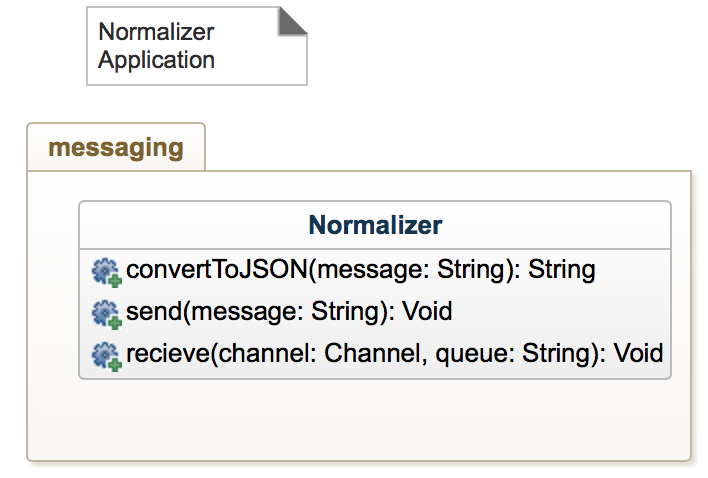 Normalizer
Application
messaging
Normalizer
convertToJSON(message: String): String
send(message: String): Void
recieve(channel: Channel, queue: String): Void